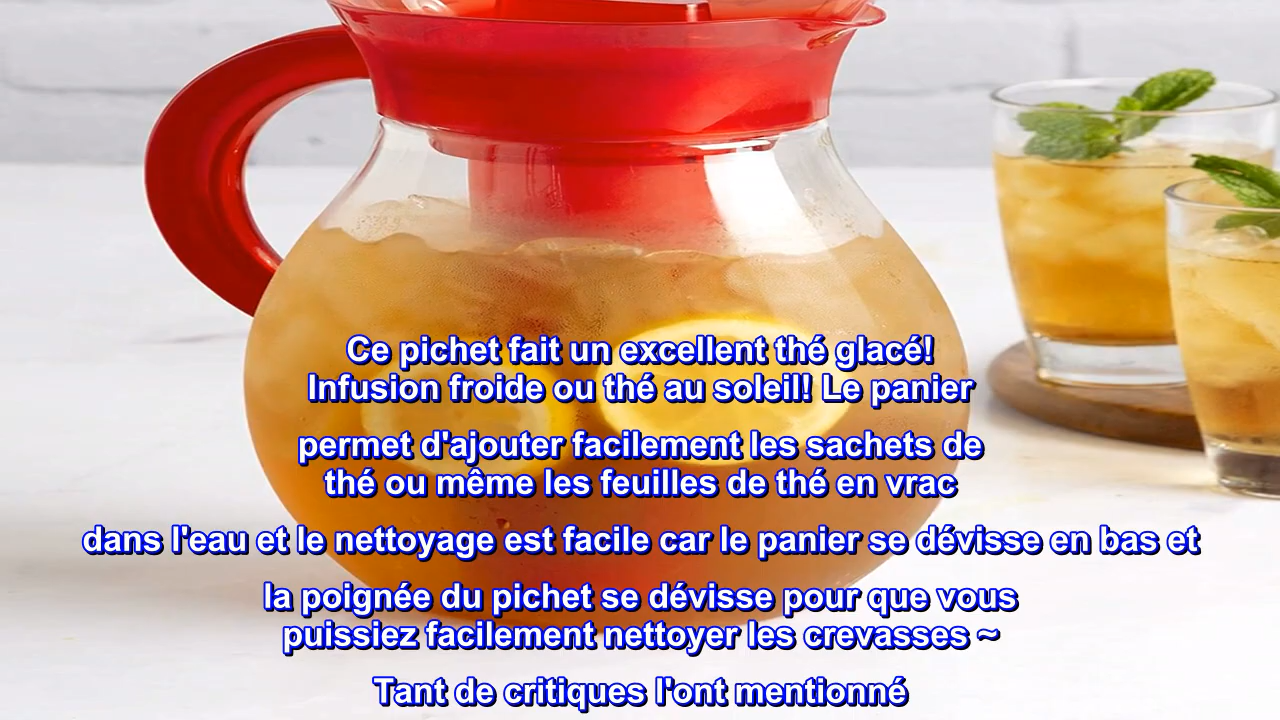 Ce pichet fait un excellent thé glacé!
Infusion froide ou thé au soleil! Le panier
permet d'ajouter facilement les sachets de
thé ou même les feuilles de thé en vrac
dans l'eau et le nettoyage est facile car le panier se dévisse en bas et
la poignée du pichet se dévisse pour que vous
puissiez facilement nettoyer les crevasses ~
Tant de critiques l'ont mentionné